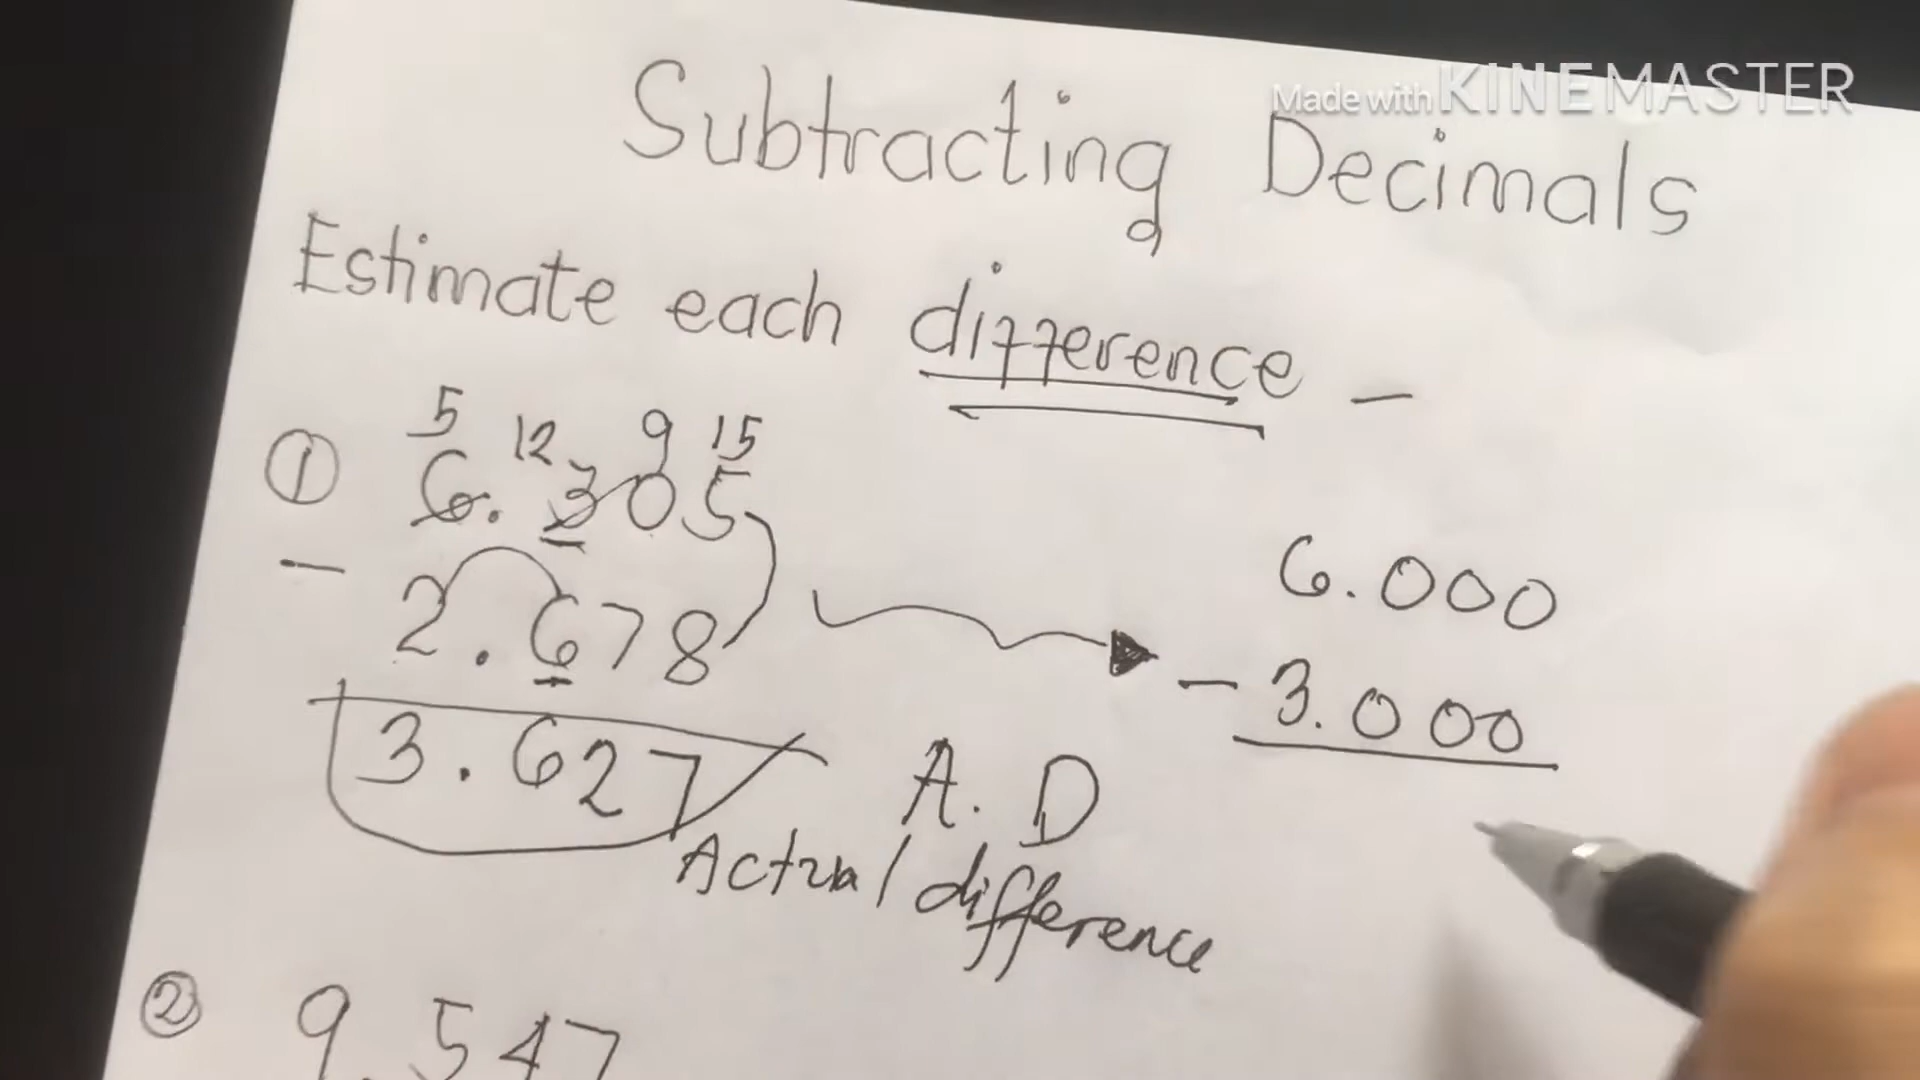 Made with KINEMASTER
Subtracting Decimals
Estimate each difference –
5 12 9 15
① 6.305
– 2.678
3.627
A.D
Actual difference
6.000
– 3.000
② 9.547